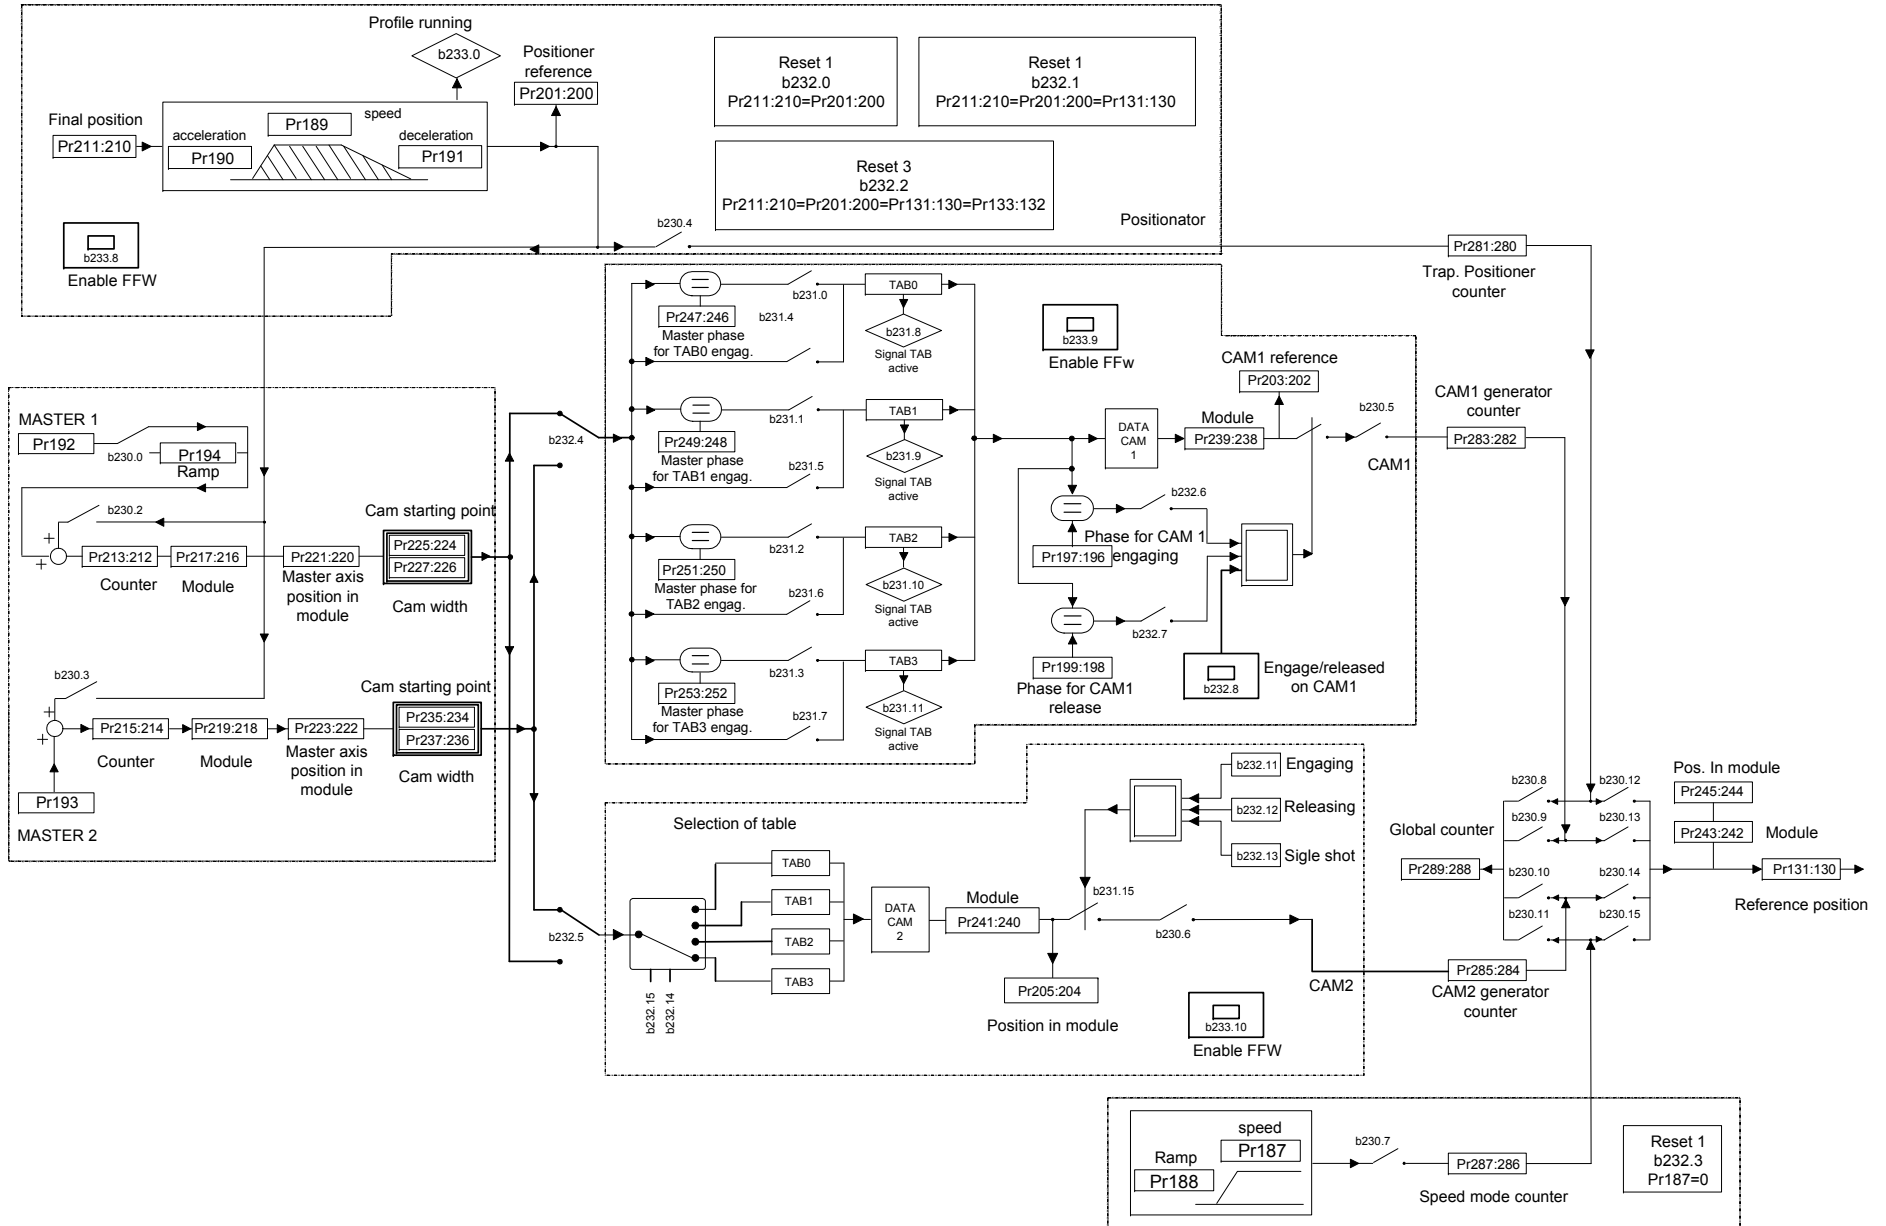 Profile running
b233.0
Positioner
reference
Pr201:200
Final position
Pr211:210
acceleration
Pr190
Pr189
speed
deceleration
Pr191
b233.8
Enable FFW
Reset 1
b232.0
Pr211:210=Pr201:200
Reset 1
b232.1
Pr211:210=Pr201:200=Pr131:130
Reset 3
b232.2
Pr211:210=Pr201:200=Pr131:130=Pr133:132
Positionator
b230.4
Pr281:280
Trap. Positioner
counter
MASTER 1
Pr192
b230.0
Pr194
Ramp
b230.2
+
+
Pr213:212
Counter
Pr217:216
Module
Pr221:220
Master axis
position in
module
Cam starting point
Pr225:224
Pr227:226
Cam width
b230.3
+
+
Pr215:214
Counter
Pr219:218
Module
Pr223:222
Master axis
position in
module
Cam starting point
Pr235:234
Pr237:236
Cam width
Pr193
MASTER 2
b232.4
b232.5
Pr247:246
Master phase
for TAB0 engag.
b231.0
b231.4
TAB0
b231.8
Signal TAB
active
Pr249:248
Master phase
for TAB1 engag.
b231.1
b231.5
TAB1
b231.9
Signal TAB
active
Pr251:250
Master phase for
TAB2 engag.
b231.2
b231.6
TAB2
b231.10
Signal TAB
active
Pr253:252
Master phase
for TAB3 engag.
b231.3
b231.7
TAB3
b231.11
Signal TAB
active
b233.9
Enable FFw
DATA
CAM
1
Module
Pr239:238
CAM1 reference
Pr203:202
b230.5
CAM1
CAM1 generator
counter
Pr283:282
b232.6
Phase for CAM 1
engaging
Pr197:196
b232.7
Pr199:198
Phase for CAM1
release
b232.8
Engage/released
on CAM1
Selection of table
b232.15
b232.14
TAB0
TAB1
TAB2
TAB3
DATA
CAM
2
Module
Pr241:240
Pr205:204
Position in module
b231.15
b230.6
b232.11
Engaging
b232.12
Releasing
b232.13
Sigle shot
b233.10
Enable FFW
CAM2
Pr285:284
CAM2 generator
counter
Global counter
Pr289:288
b230.8
b230.9
b230.10
b230.11
b230.12
b230.13
b230.14
b230.15
Pos. In module
Pr245:244
Pr243:242
Module
Pr131:130
Reference position
Ramp
Pr188
speed
Pr187
b230.7
Pr287:286
Speed mode counter
Reset 1
b232.3
Pr187=0